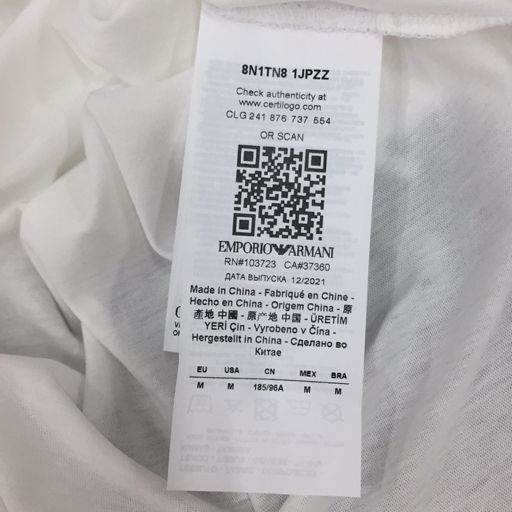 8N1TN8 1JPZZ
Check authenticity at
www.certilogo.com
CLG 241 876 737 554
OR SCAN
EMPORIO ARMANI
RN#103723 CA#37360
ДАТА ВЫПУСКА 12/2021
Made in China - Fabriqué en Chine -
Hecho en China - Origem China - 原
產地 中國 - 原产地 中国 - ÜRETİM
YERİ Çin - Vyrobeno v Čína -
Hergestellt in China - Сделано во
Китае
EU USA CN MEX BRA
M M 185/96A M M